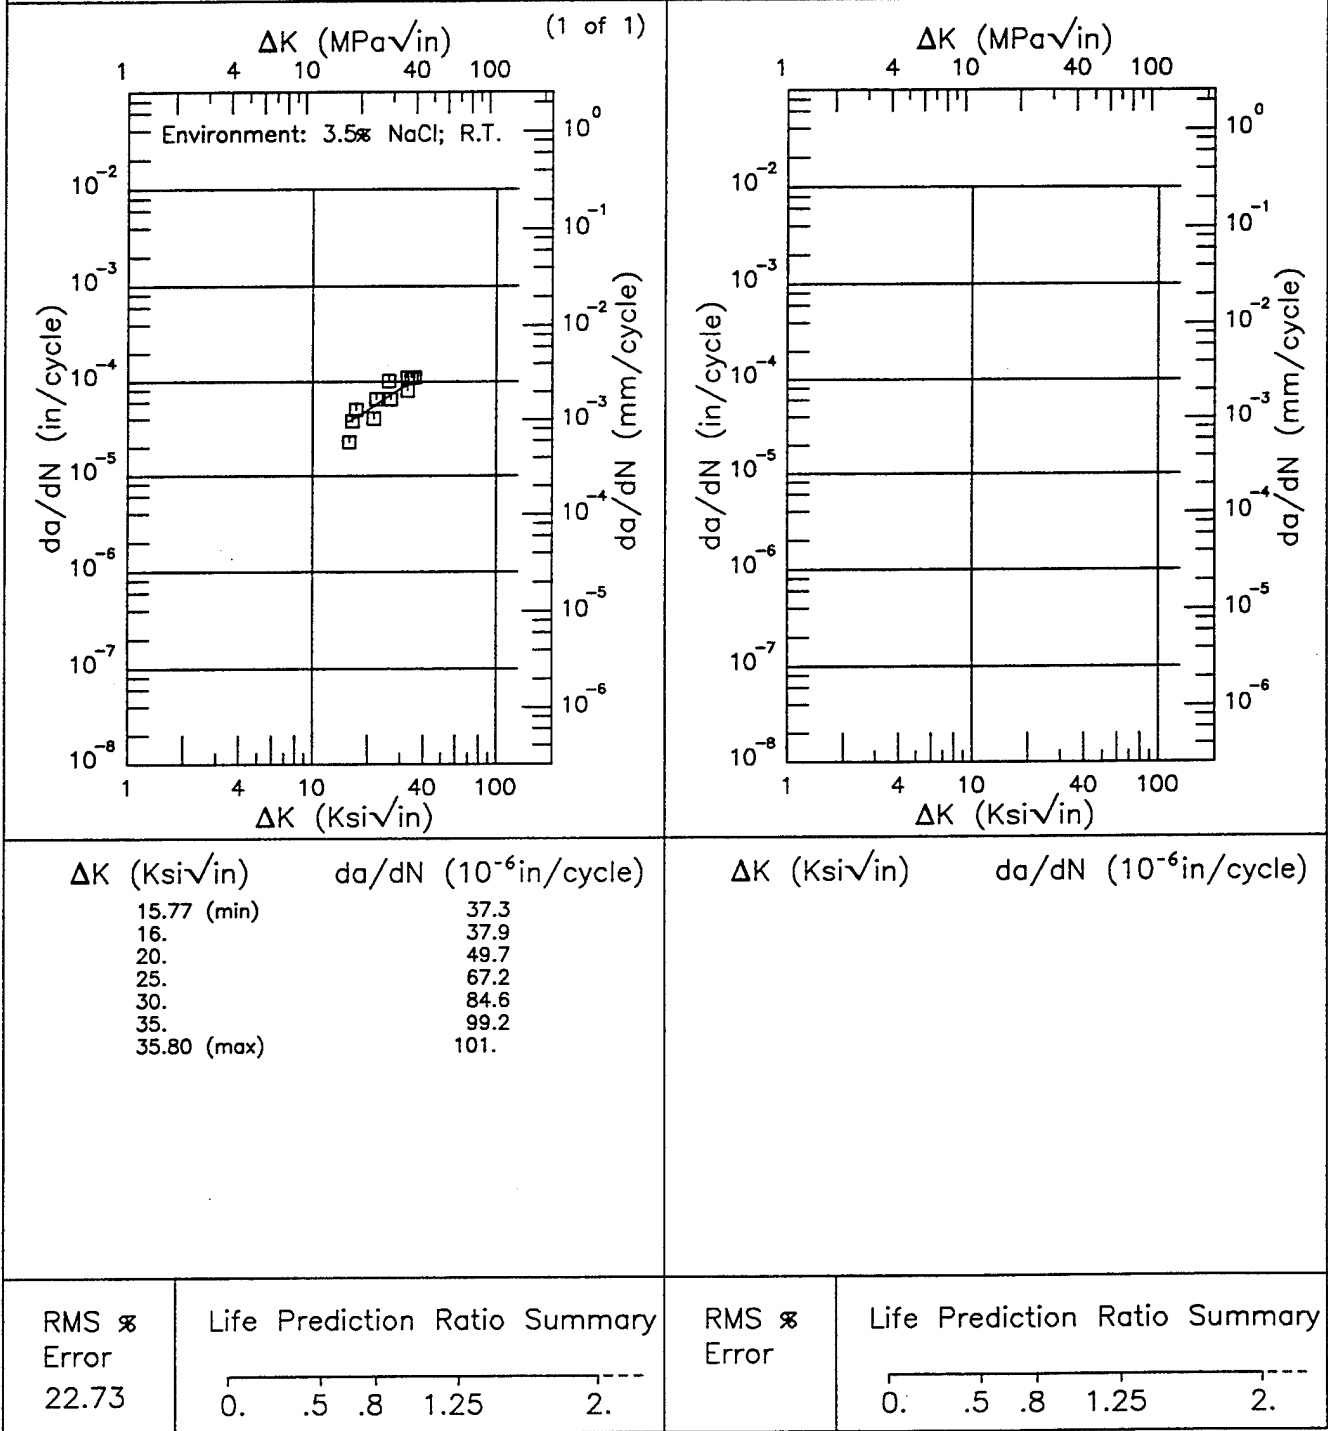 (1 of 1)
ΔK (MPa√in)
1 4 10 40 100
Environment: 3.5% NaCl; R.T.
da/dN (in/cycle)
10⁻²
10⁻³
10⁻⁴
10⁻⁵
10⁻⁶
10⁻⁷
10⁻⁸
10⁰
10⁻¹
10⁻²
10⁻³
10⁻⁴
10⁻⁵
10⁻⁶
da/dN (mm/cycle)
1 4 10 40 100
ΔK (Ksi√in)
ΔK (MPa√in)
1 4 10 40 100
da/dN (in/cycle)
10⁻²
10⁻³
10⁻⁴
10⁻⁵
10⁻⁶
10⁻⁷
10⁻⁸
10⁰
10⁻¹
10⁻²
10⁻³
10⁻⁴
10⁻⁵
10⁻⁶
da/dN (mm/cycle)
1 4 10 40 100
ΔK (Ksi√in)
ΔK (Ksi√in) da/dN (10⁻⁶in/cycle)
15.77 (min) 37.3
16. 37.9
20. 49.7
25. 67.2
30. 84.6
35. 99.2
35.80 (max) 101.
ΔK (Ksi√in) da/dN (10⁻⁶in/cycle)
RMS %
Error
22.73
Life Prediction Ratio Summary
0. .5 .8 1.25 2.
RMS %
Error
Life Prediction Ratio Summary
0. .5 .8 1.25 2.